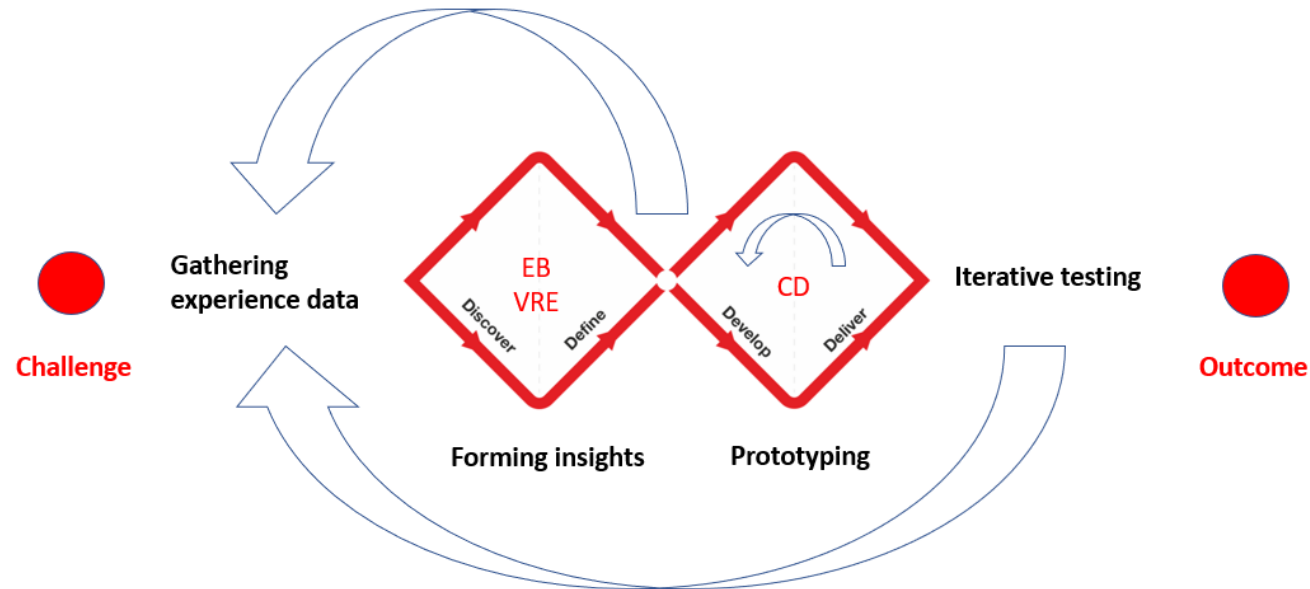 Challenge
Gathering
experience data
EB
VRE
Discover
Define
Forming insights
CD
Develop
Deliver
Prototyping
Iterative testing
Outcome